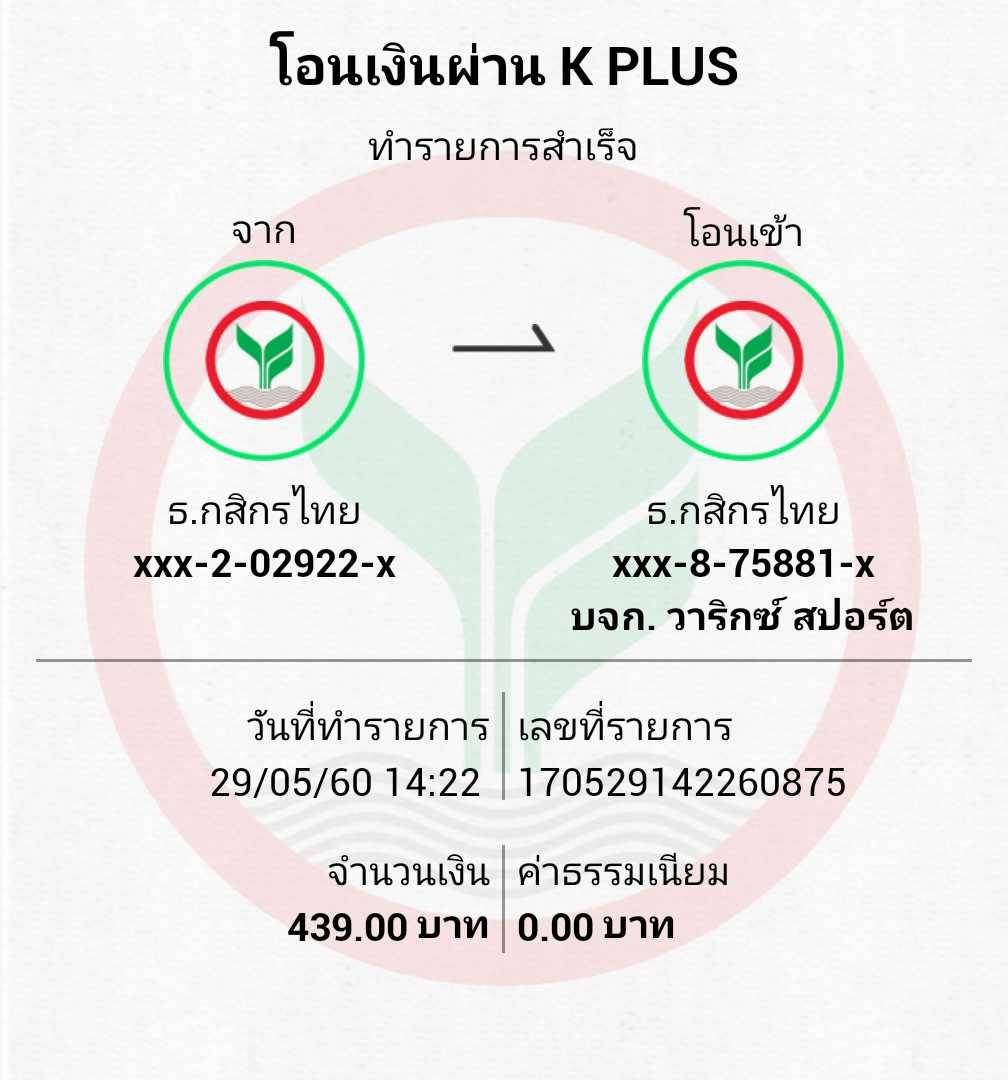 โอนเงินผ่าน K PLUS
ทำรายการสำเร็จ
จาก
โอนเข้า
ธ.กสิกรไทย
xxx-2-02922-x
ธ.กสิกรไทย
xxx-8-75881-x
บจก. วาริกซ์ สปอร์ต
วันที่ทำรายการ
29/05/60 14:22
เลขที่รายการ
170529142260875
จำนวนเงิน
439.00 บาท
ค่าธรรมเนียม
0.00 บาท